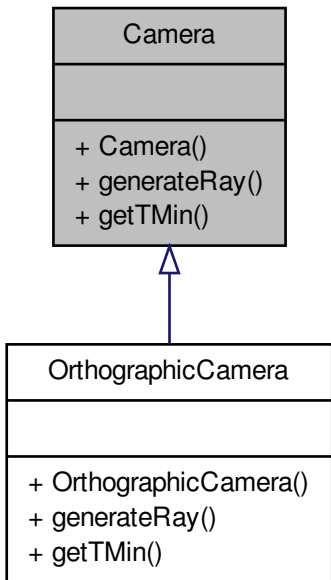 Camera
+ Camera()
+ generateRay()
+ getTMin()
OrthographicCamera
+ OrthographicCamera()
+ generateRay()
+ getTMin()